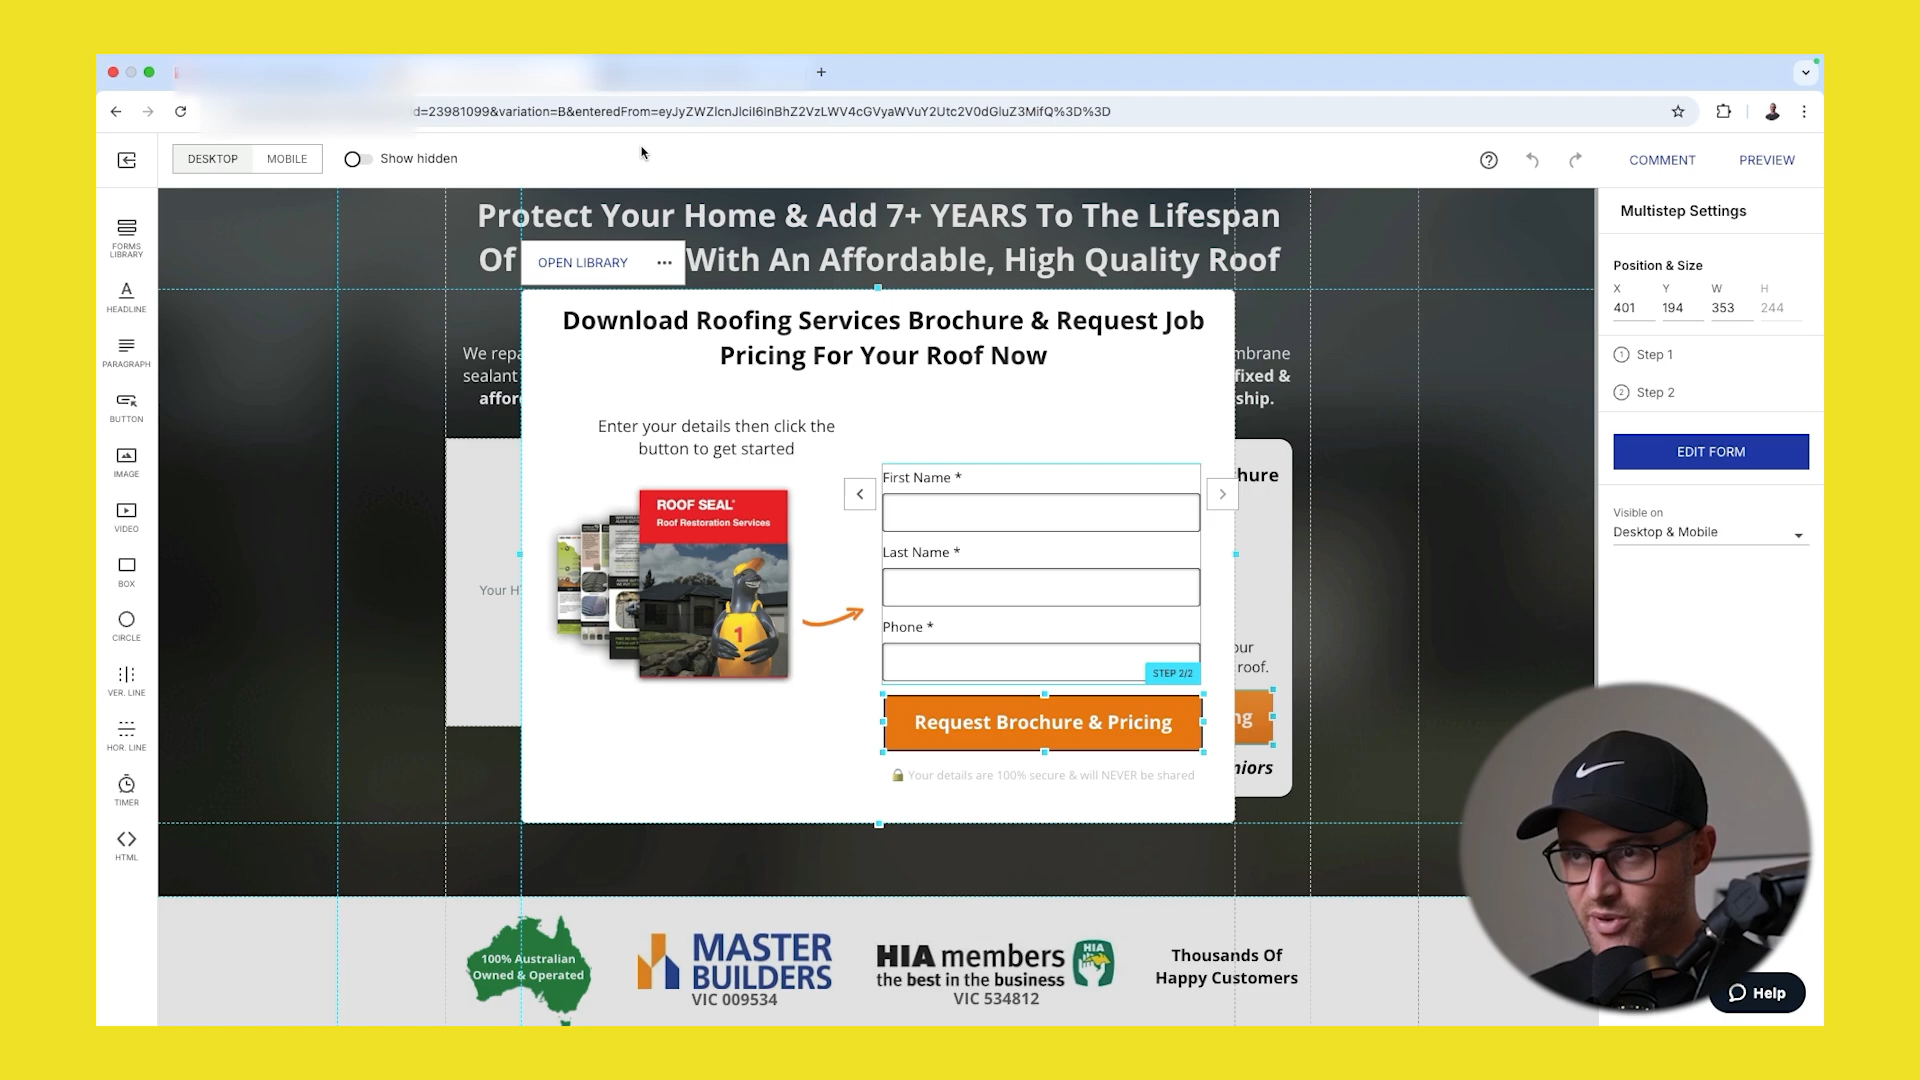 d=23981099&variation=B&enteredFrom=eyJyZWZlcnJlciI6InBhZ2VzLWV4cGVyaWVuY2Utc2V0dGluZ3MifQ%3D%3D
DESKTOP
MOBILE
Show hidden
COMMENT
PREVIEW
FORMS
LIBRARY
HEADLINE
PARAGRAPH
BUTTON
IMAGE
VIDEO
BOX
CIRCLE
VER. LINE
HOR. LINE
TIMER
HTML
Protect Your Home & Add 7+ YEARS To The Lifespan
Of
With An Affordable, High Quality Roof
OPEN LIBRARY
Download Roofing Services Brochure & Request Job
Pricing For Your Roof Now
We repa
sealant
affor
mbrane
fixed &
ship.
Enter your details then click the
button to get started
ROOF SEAL
Roof Restoration Services
1
First Name *
Last Name *
Phone *
STEP 2/2
Request Brochure & Pricing
🔒 Your details are 100% secure & will NEVER be shared
Your H
hure
our
roof.
ng
niors
100% Australian
Owned & Operated
MASTER
BUILDERS
VIC 009534
HIA members
the best in the business
VIC 534812
HIA
Thousands Of
Happy Customers
Multistep Settings
Position & Size
X Y W H
401 194 353 244
1 Step 1
2 Step 2
EDIT FORM
Visible on
Desktop & Mobile
Help